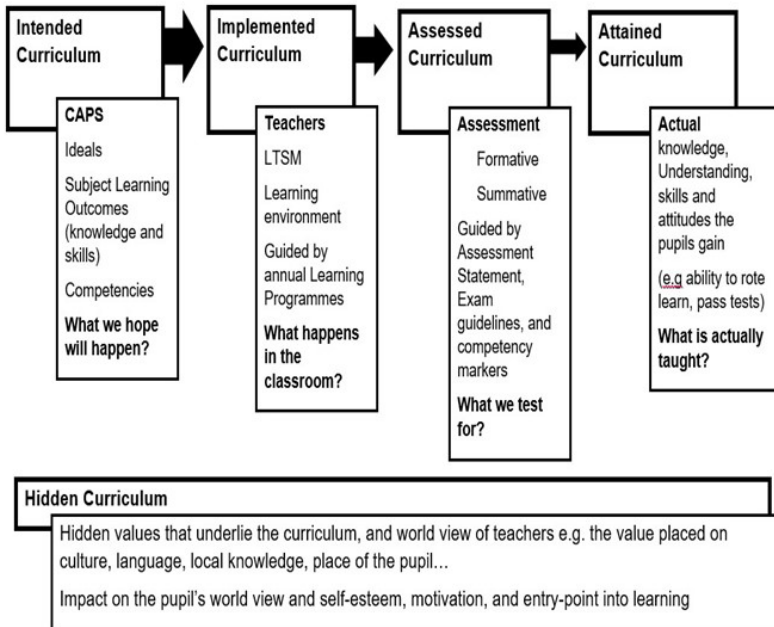 Intended
Curriculum
CAPS
Ideals
Subject Learning
Outcomes
(knowledge and
skills)
Competencies
What we hope
will happen?
Implemented
Curriculum
Teachers
LTSM
Learning
environment
Guided by
annual Learning
Programmes
What happens
in the
classroom?
Assessed
Curriculum
Assessment
Formative
Summative
Guided by
Assessment
Statement,
Exam
guidelines, and
competency
markers
What we test
for?
Attained
Curriculum
Actual
knowledge,
Understanding,
skills and
attitudes the
pupils gain
(e.g ability to rote
learn, pass tests)
What is actually
taught?
Hidden Curriculum
Hidden values that underlie the curriculum, and world view of teachers e.g. the value placed on
culture, language, local knowledge, place of the pupil…
Impact on the pupil's world view and self-esteem, motivation, and entry-point into learning